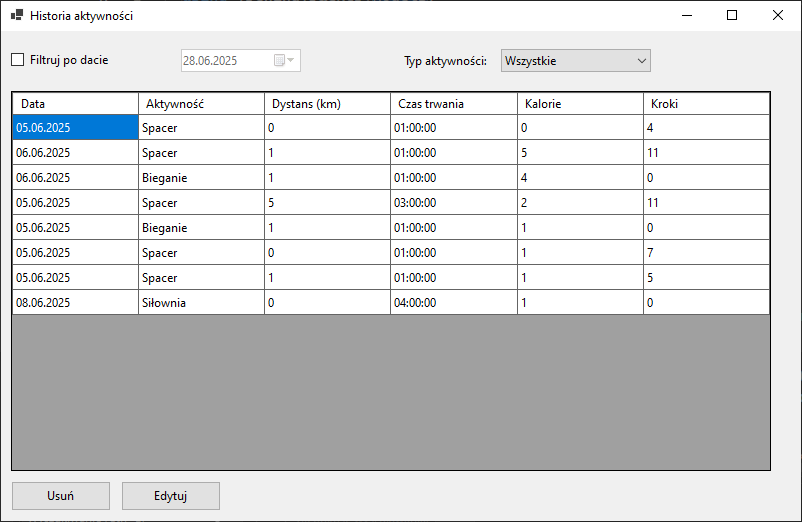 Historia aktywności
Filtruj po dacie 28.06.2025 Typ aktywności: Wszystkie
Data Aktywność Dystans (km) Czas trwania Kalorie Kroki
05.06.2025 Spacer 0 01:00:00 0 4
06.06.2025 Spacer 1 01:00:00 5 11
06.06.2025 Bieganie 1 01:00:00 4 0
05.06.2025 Spacer 5 03:00:00 2 11
05.06.2025 Bieganie 1 01:00:00 1 0
05.06.2025 Spacer 0 01:00:00 1 7
05.06.2025 Spacer 1 01:00:00 1 5
08.06.2025 Siłownia 0 04:00:00 1 0
Usuń Edytuj